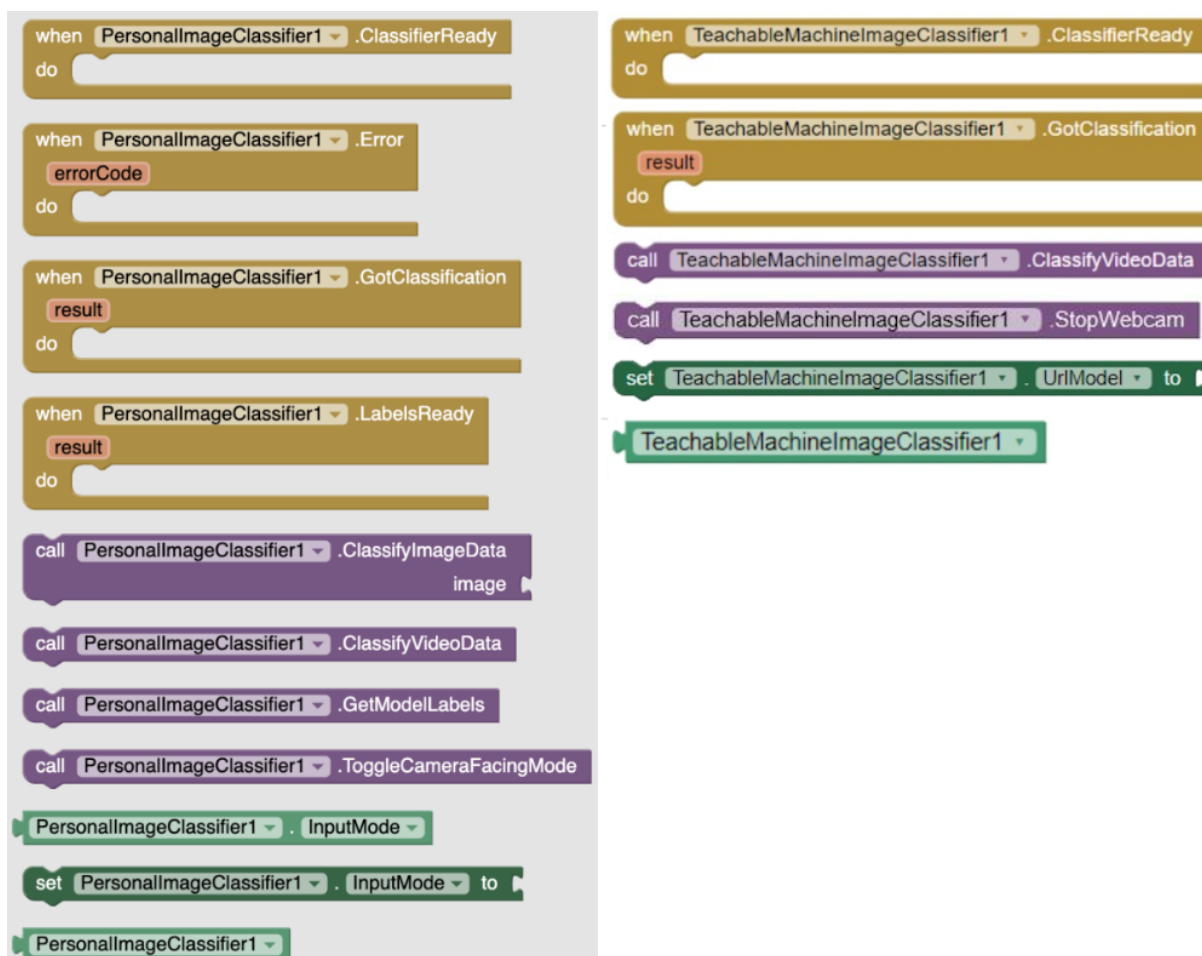 when PersonalImageClassifier1 .ClassifierReady
do
when PersonalImageClassifier1 .Error
errorCode
do
when PersonalImageClassifier1 .GotClassification
result
do
when PersonalImageClassifier1 .LabelsReady
result
do
call PersonalImageClassifier1 .ClassifyImageData
image
call PersonalImageClassifier1 .ClassifyVideoData
call PersonalImageClassifier1 .GetModelLabels
call PersonalImageClassifier1 .ToggleCameraFacingMode
PersonalImageClassifier1 . InputMode
set PersonalImageClassifier1 . InputMode to
PersonalImageClassifier1
when TeachableMachineImageClassifier1 .ClassifierReady
do
when TeachableMachineImageClassifier1 .GotClassification
result
do
call TeachableMachineImageClassifier1 .ClassifyVideoData
call TeachableMachineImageClassifier1 .StopWebcam
set TeachableMachineImageClassifier1 . UrlModel to
TeachableMachineImageClassifier1